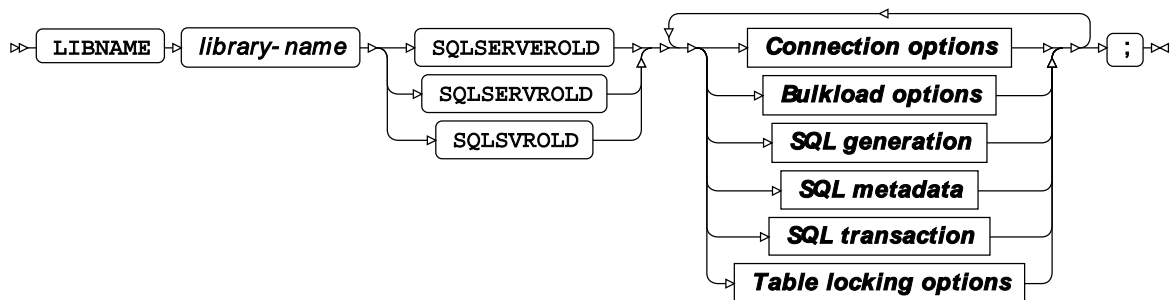 LIBNAME library-name SQLSERVEROLD Connection options ;
SQLSERVROLD Bulkload options
SQLSVROLD SQL generation
SQL metadata
SQL transaction
Table locking options